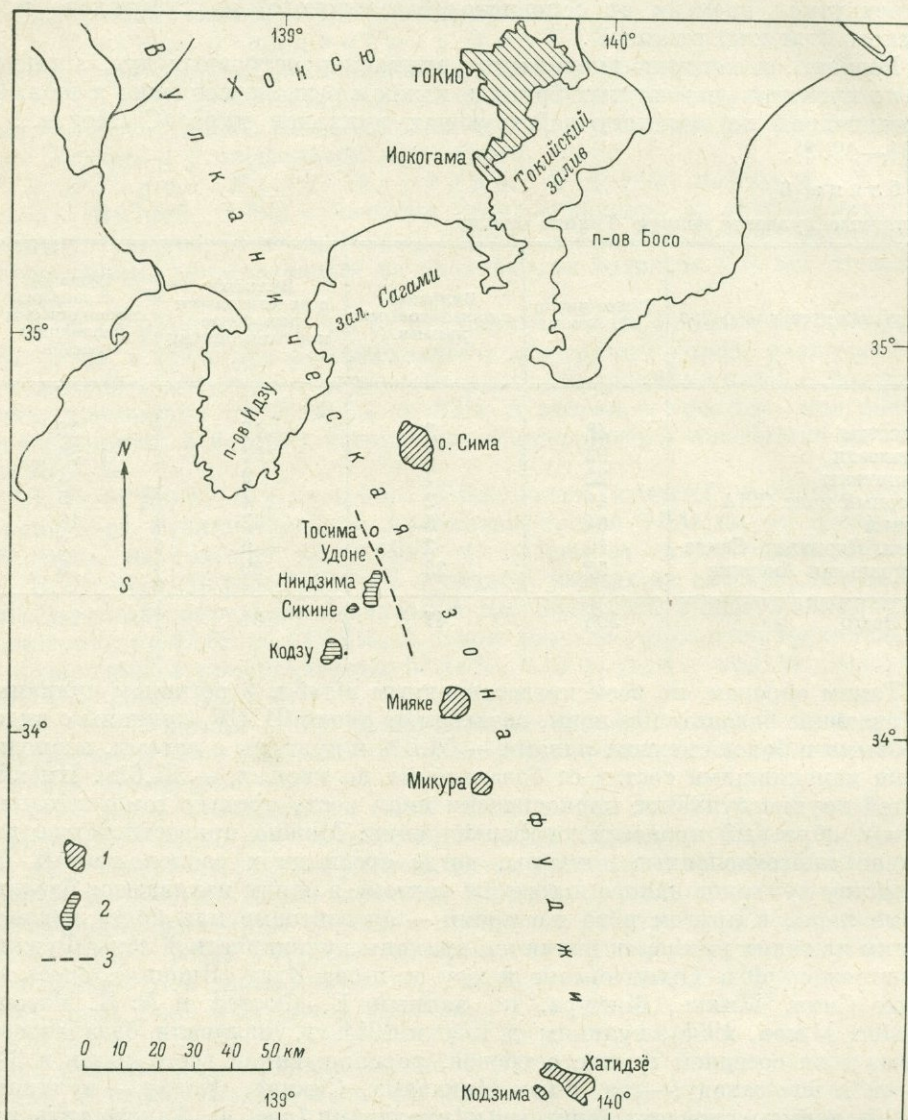 139°
140°
Хонсю
ТОКИО
Иокогама
Токийский
залив
п-ов Босо
зал. Сагами
35°
35°
п-ов Идзу
Вулканическая зона Фуджи
о. Сима
N
S
Тосима
Удоне
Ниидзима
Сикине
Кодзу
Мияке
34°
34°
Микура
1
2
3
0 10 20 30 40 50 км
Хатидзё
Кодзима
139°
140°